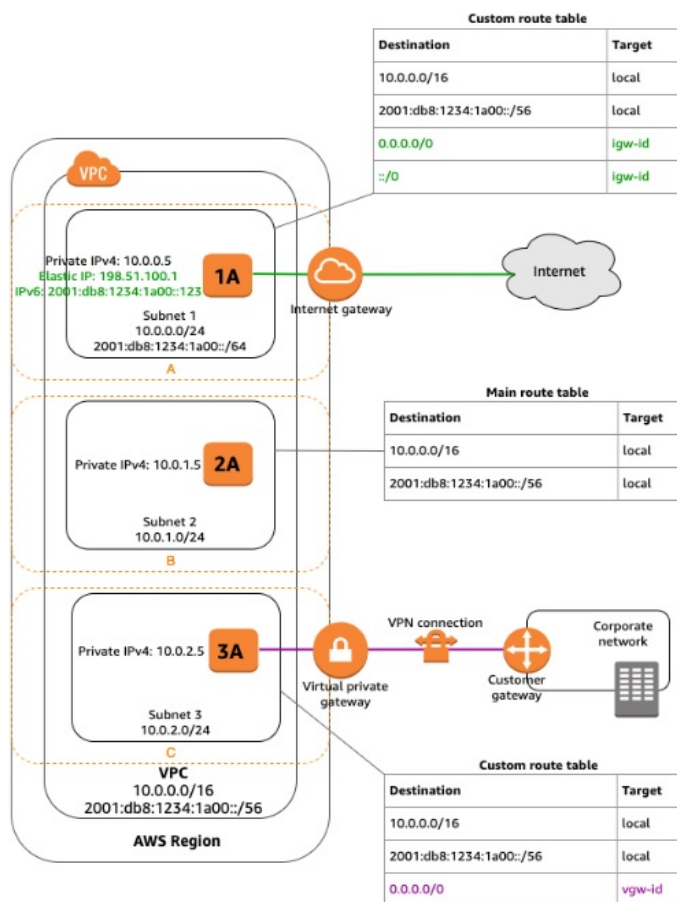 Custom route table
Destination Target
10.0.0.0/16 local
2001:db8:1234:1a00::/56 local
0.0.0.0/0 igw-id
::/0 igw-id
VPC
Private IPv4: 10.0.0.5
Elastic IP: 198.51.100.1
IPv6: 2001:db8:1234:1a00::123
1A
Internet gateway
Internet
Subnet 1
10.0.0.0/24
2001:db8:1234:1a00::/64
A
Main route table
Destination Target
10.0.0.0/16 local
2001:db8:1234:1a00::/56 local
Private IPv4: 10.0.1.5
2A
Subnet 2
10.0.1.0/24
B
Private IPv4: 10.0.2.5
3A
Virtual private
gateway
VPN connection
Customer
gateway
Corporate
network
Subnet 3
10.0.2.0/24
C
VPC
10.0.0.0/16
2001:db8:1234:1a00::/56
AWS Region
Custom route table
Destination Target
10.0.0.0/16 local
2001:db8:1234:1a00::/56 local
0.0.0.0/0 vgw-id